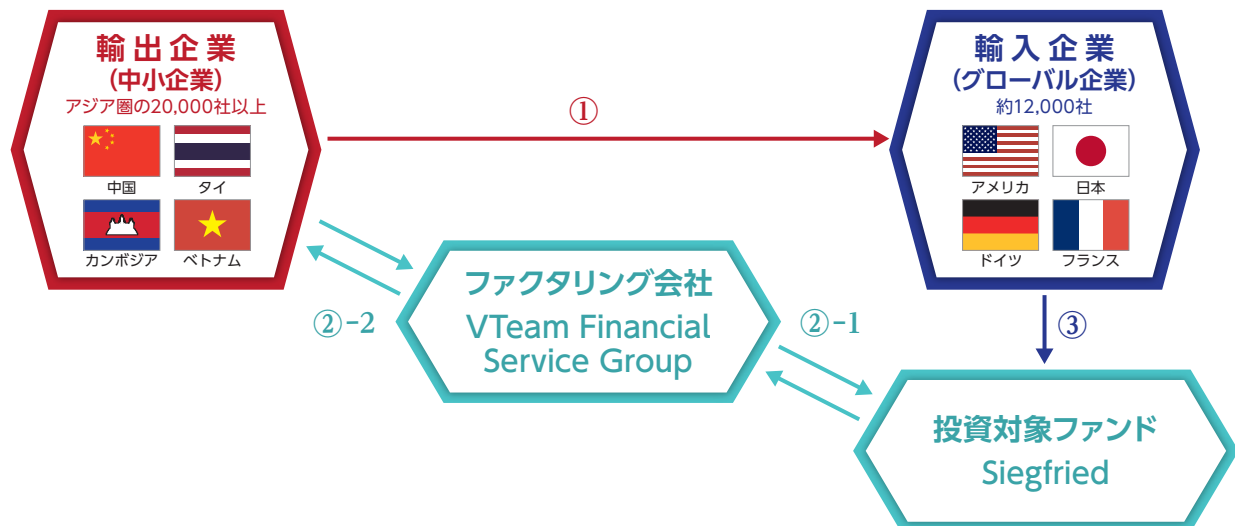 輸出企業
(中小企業)
アジア圏の20,000社以上
中国
タイ
カンボジア
ベトナム
①
輸入企業
(グローバル企業)
約12,000社
アメリカ
日本
ドイツ
フランス
②-2
ファクタリング会社
VTeam Financial
Service Group
②-1
③
投資対象ファンド
Siegfried